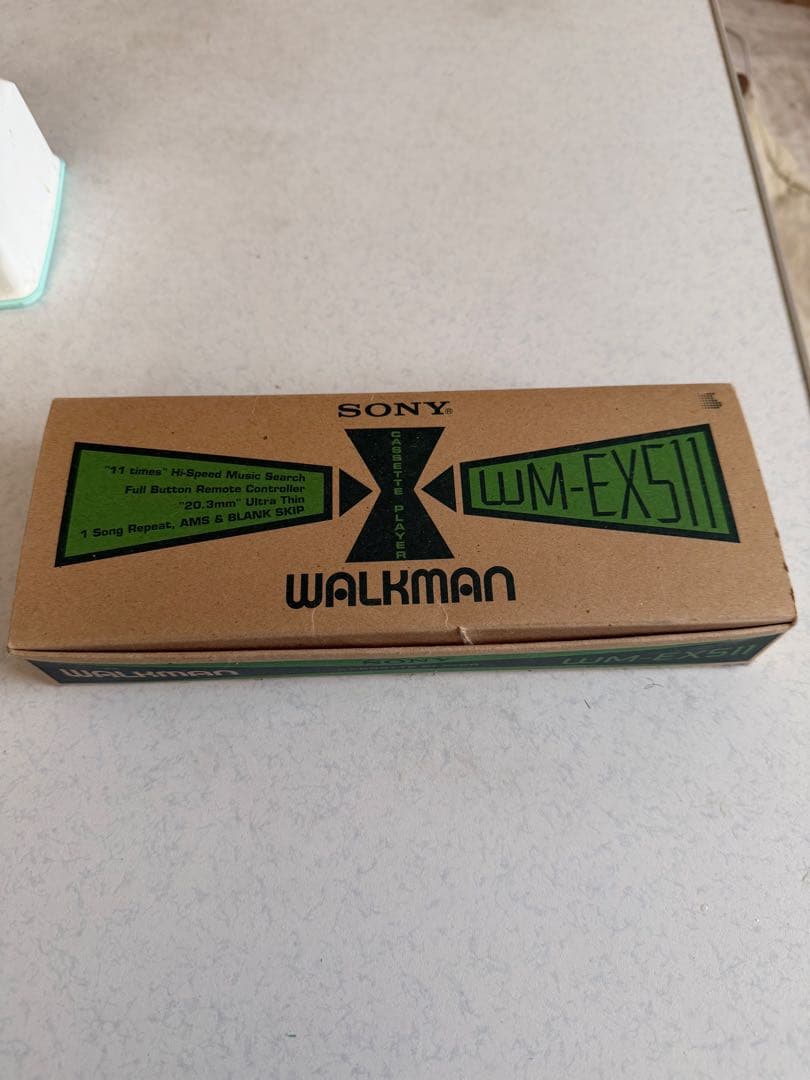 SONY®
CASSETTE PLAYER
"11 times" Hi-Speed Music Search
Full Button Remote Controller
"20.3mm" Ultra Thin
1 Song Repeat, AMS & BLANK SKIP
WM-EX511
WALKMAN
WALKMAN
SONY
WM-EX511